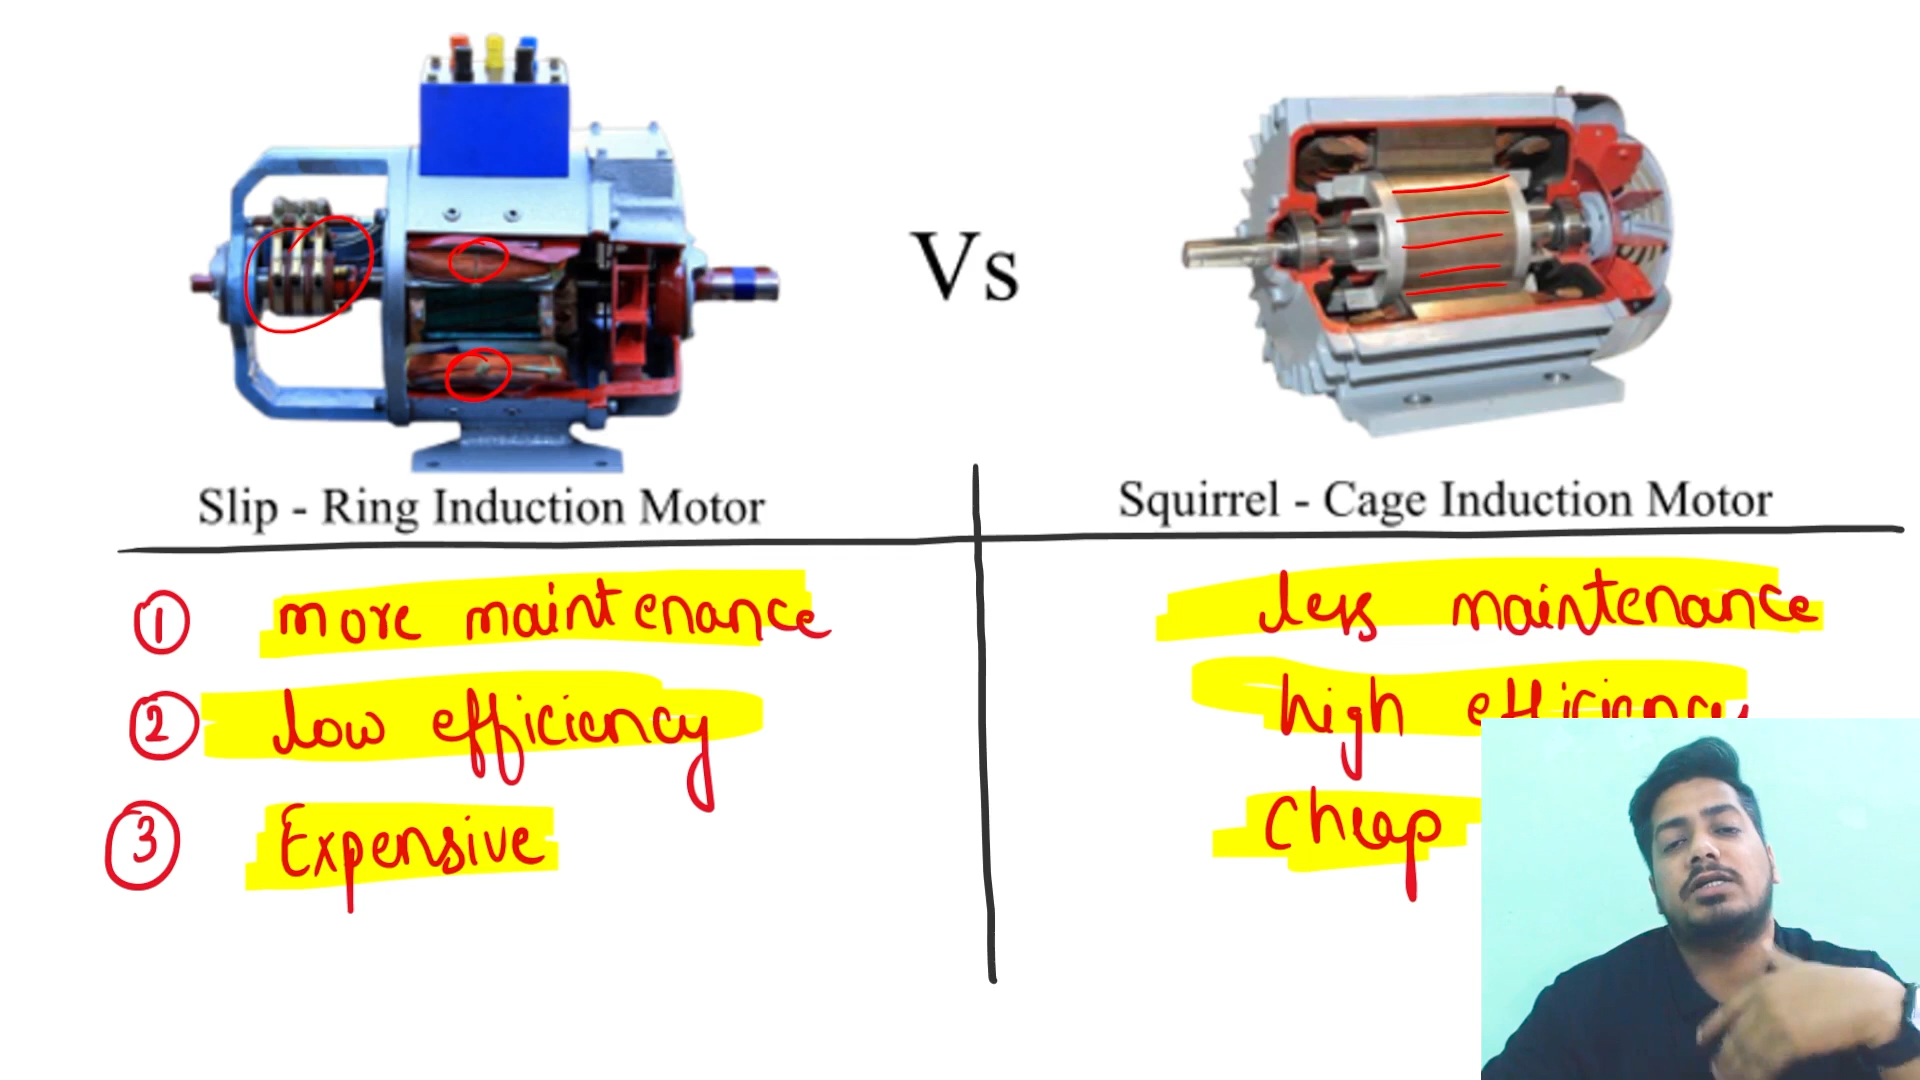 Vs
Slip - Ring Induction Motor
Squirrel - Cage Induction Motor
1 more maintenance
less maintenance
2 low efficiency
high efficiency
3 Expensive
Cheap